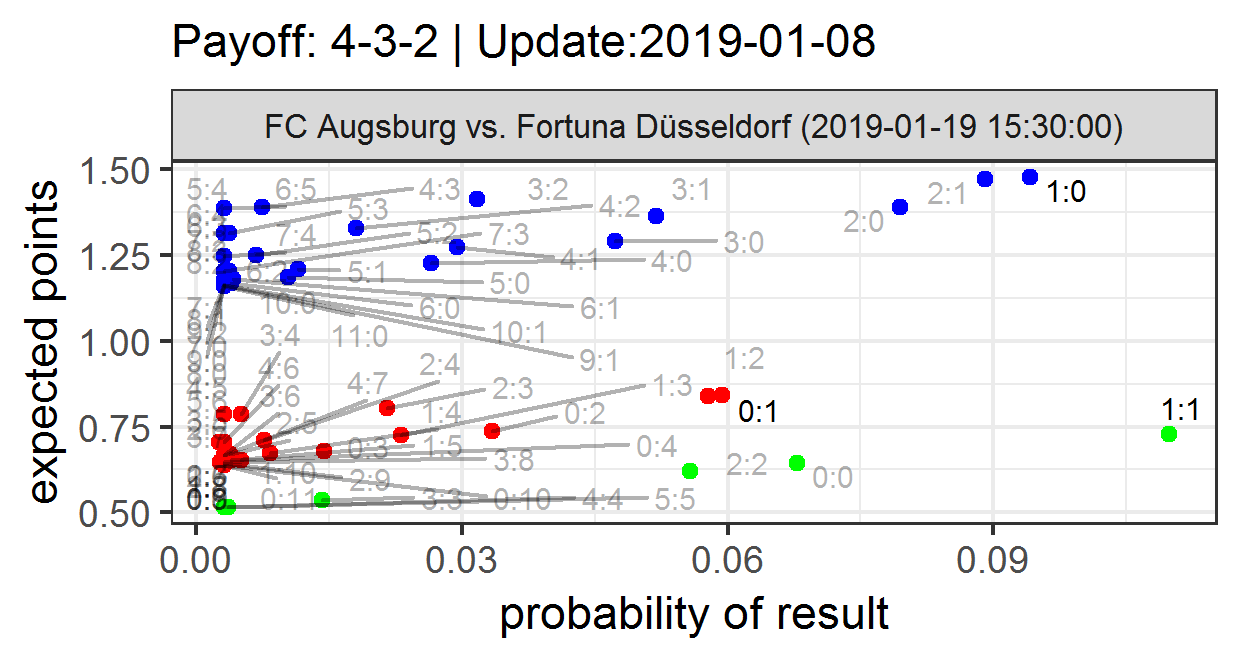 Payoff: 4-3-2 | Update:2019-01-08
FC Augsburg vs. Fortuna Düsseldorf (2019-01-19 15:30:00)
expected points
1.50
1.25
1.00
0.75
0.50
5:4 6:5 4:3 3:2 3:1 2:1 1:0
5:3 4:2 2:0
7:4 5:2 7:3 3:0
6:2 5:1 4:1 4:0
5:0
10:0 6:0 6:1
3:4 11:0 10:1
9:1 1:2
4:6 2:4
4:7 2:3 1:3
3:6 1:4 0:2 0:1 1:1
2:5
0:3 1:5 0:4
3:8 2:2
1:10 2:9 0:0
0:11 3:3 0:10 4:4 5:5
0.00 0.03 0.06 0.09
probability of result